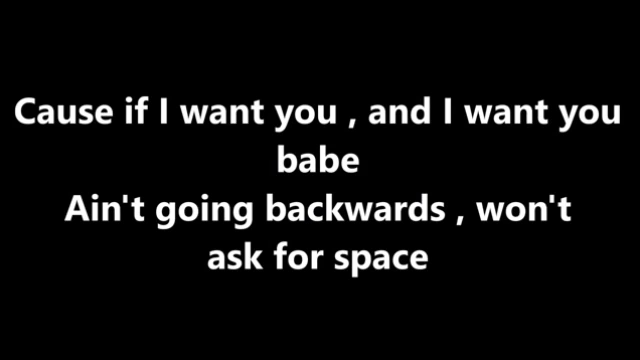 Cause if I want you , and I want you
babe
Ain't going backwards , won't
ask for space